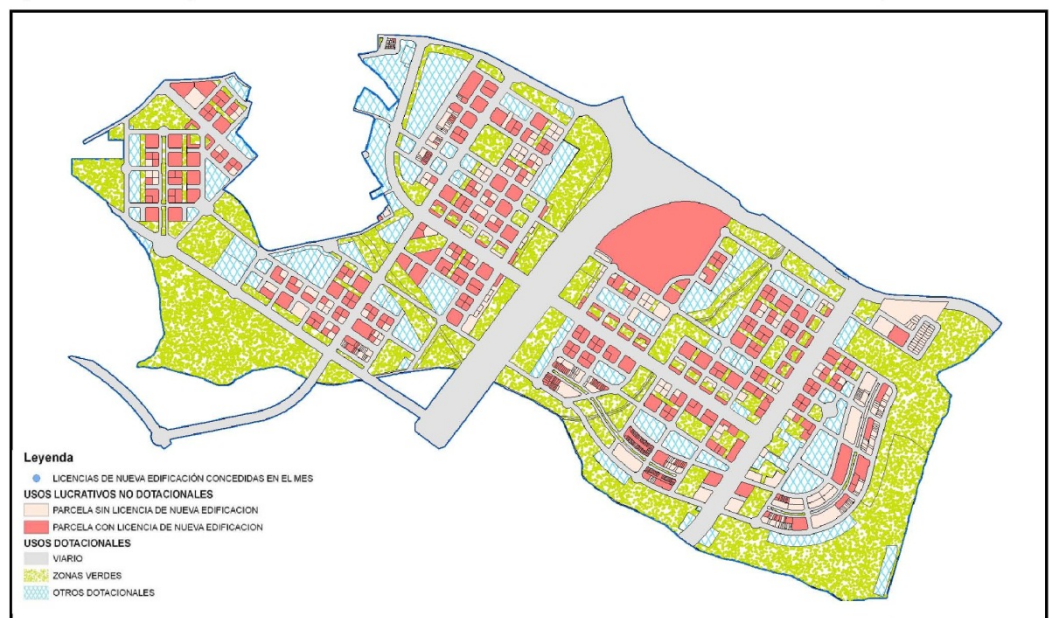 Leyenda
LICENCIAS DE NUEVA EDIFICACIÓN CONCEDIDAS EN EL MES
USOS LUCRATIVOS NO DOTACIONALES
PARCELA SIN LICENCIA DE NUEVA EDIFICACION
PARCELA CON LICENCIA DE NUEVA EDIFICACION
USOS DOTACIONALES
VIARIO
ZONAS VERDES
OTROS DOTACIONALES